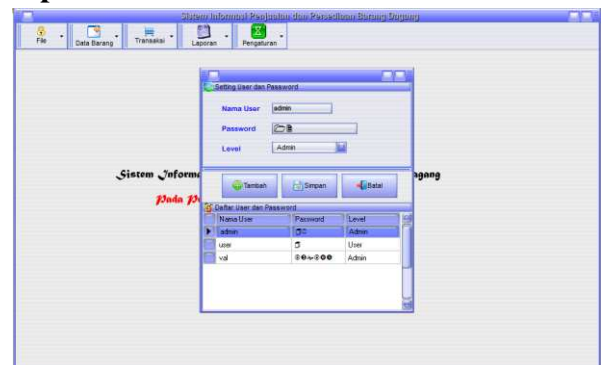 Sistem Informasi Penjualan dan Persediaan Barang Dagang
File Data Barang Transaksi Laporan Pengaturan
Setting User dan Password
Nama User admin
Password
Level Admin
Sistem Informa
gang
Pada P
Tambah Simpan Batal
Daftar User dan Password
Nama User Password Level
admin Admin
user User
val Admin